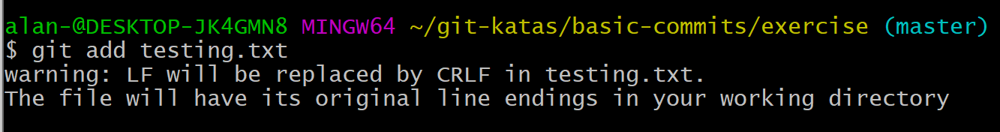 alan-@DESKTOP-JK4GMN8 MINGW64 ~/git-katas/basic-commits/exercise (master)
$ git add testing.txt
warning: LF will be replaced by CRLF in testing.txt.
The file will have its original line endings in your working directory